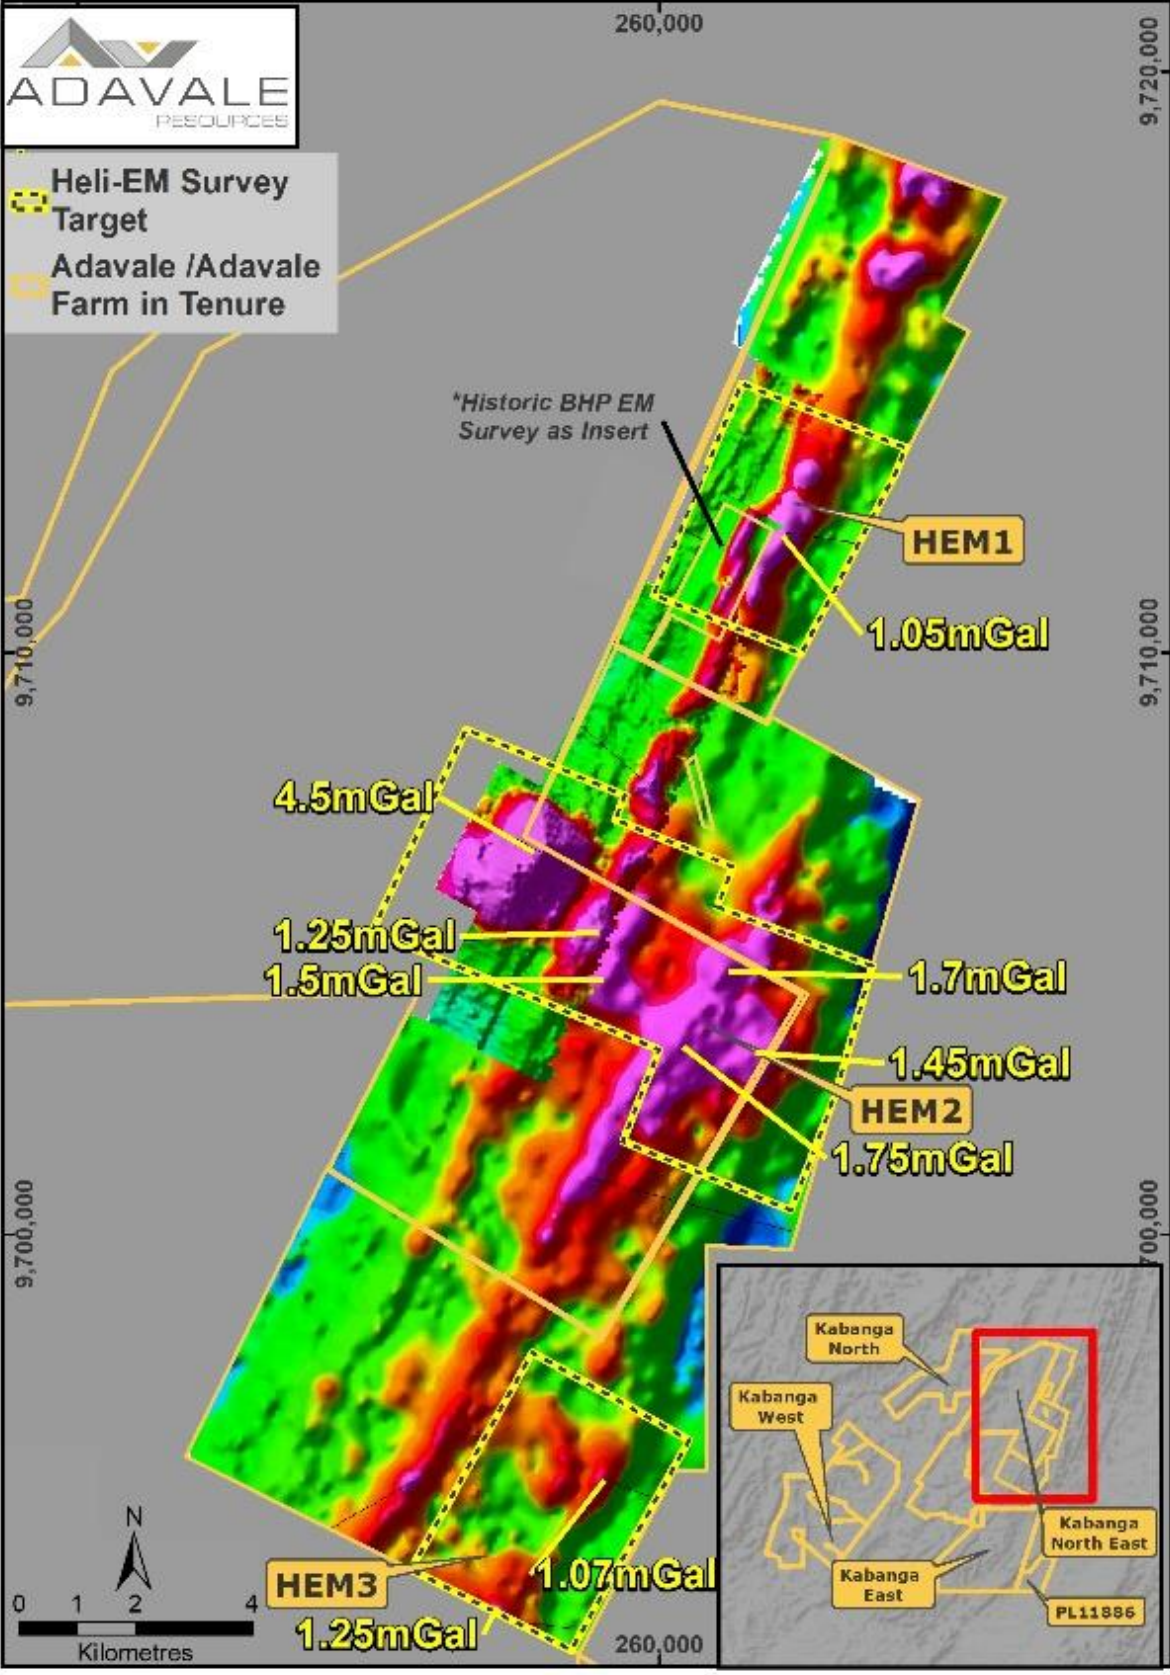 260,000
9,720,000
ADAVALE
RESOURCES
Heli-EM Survey
Target
Adavale /Adavale
Farm in Tenure
*Historic BHP EM
Survey as Insert
HEM1
1.05mGal
9,710,000
9,710,000
4.5mGal
1.25mGal
1.5mGal
1.7mGal
1.45mGal
HEM2
1.75mGal
9,700,000
700,000
Kabanga
North
Kabanga
West
Kabanga
North East
Kabanga
East
PL11886
N
HEM3
1.07mGal
1.25mGal
0 1 2 4
Kilometres
260,000